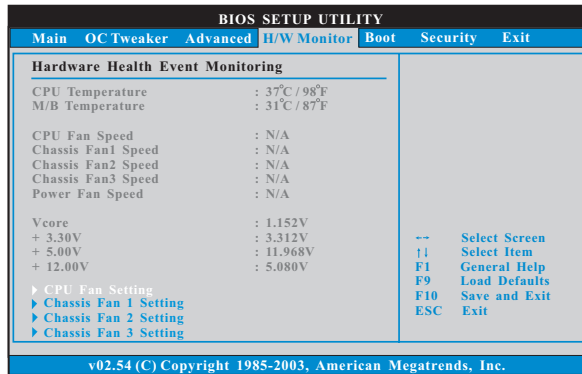 BIOS SETUP UTILITY
Main OC Tweaker Advanced H/W Monitor Boot Security Exit
Hardware Health Event Monitoring
CPU Temperature : 37°C / 98°F
M/B Temperature : 31°C / 87°F
CPU Fan Speed : N/A
Chassis Fan1 Speed : N/A
Chassis Fan2 Speed : N/A
Chassis Fan3 Speed : N/A
Power Fan Speed : N/A
Vcore : 1.152V
+ 3.30V : 3.312V
+ 5.00V : 11.968V
+ 12.00V : 5.080V
CPU Fan Setting
Chassis Fan 1 Setting
Chassis Fan 2 Setting
Chassis Fan 3 Setting
←→ Select Screen
↑↓ Select Item
F1 General Help
F9 Load Defaults
F10 Save and Exit
ESC Exit
v02.54 (C) Copyright 1985-2003, American Megatrends, Inc.